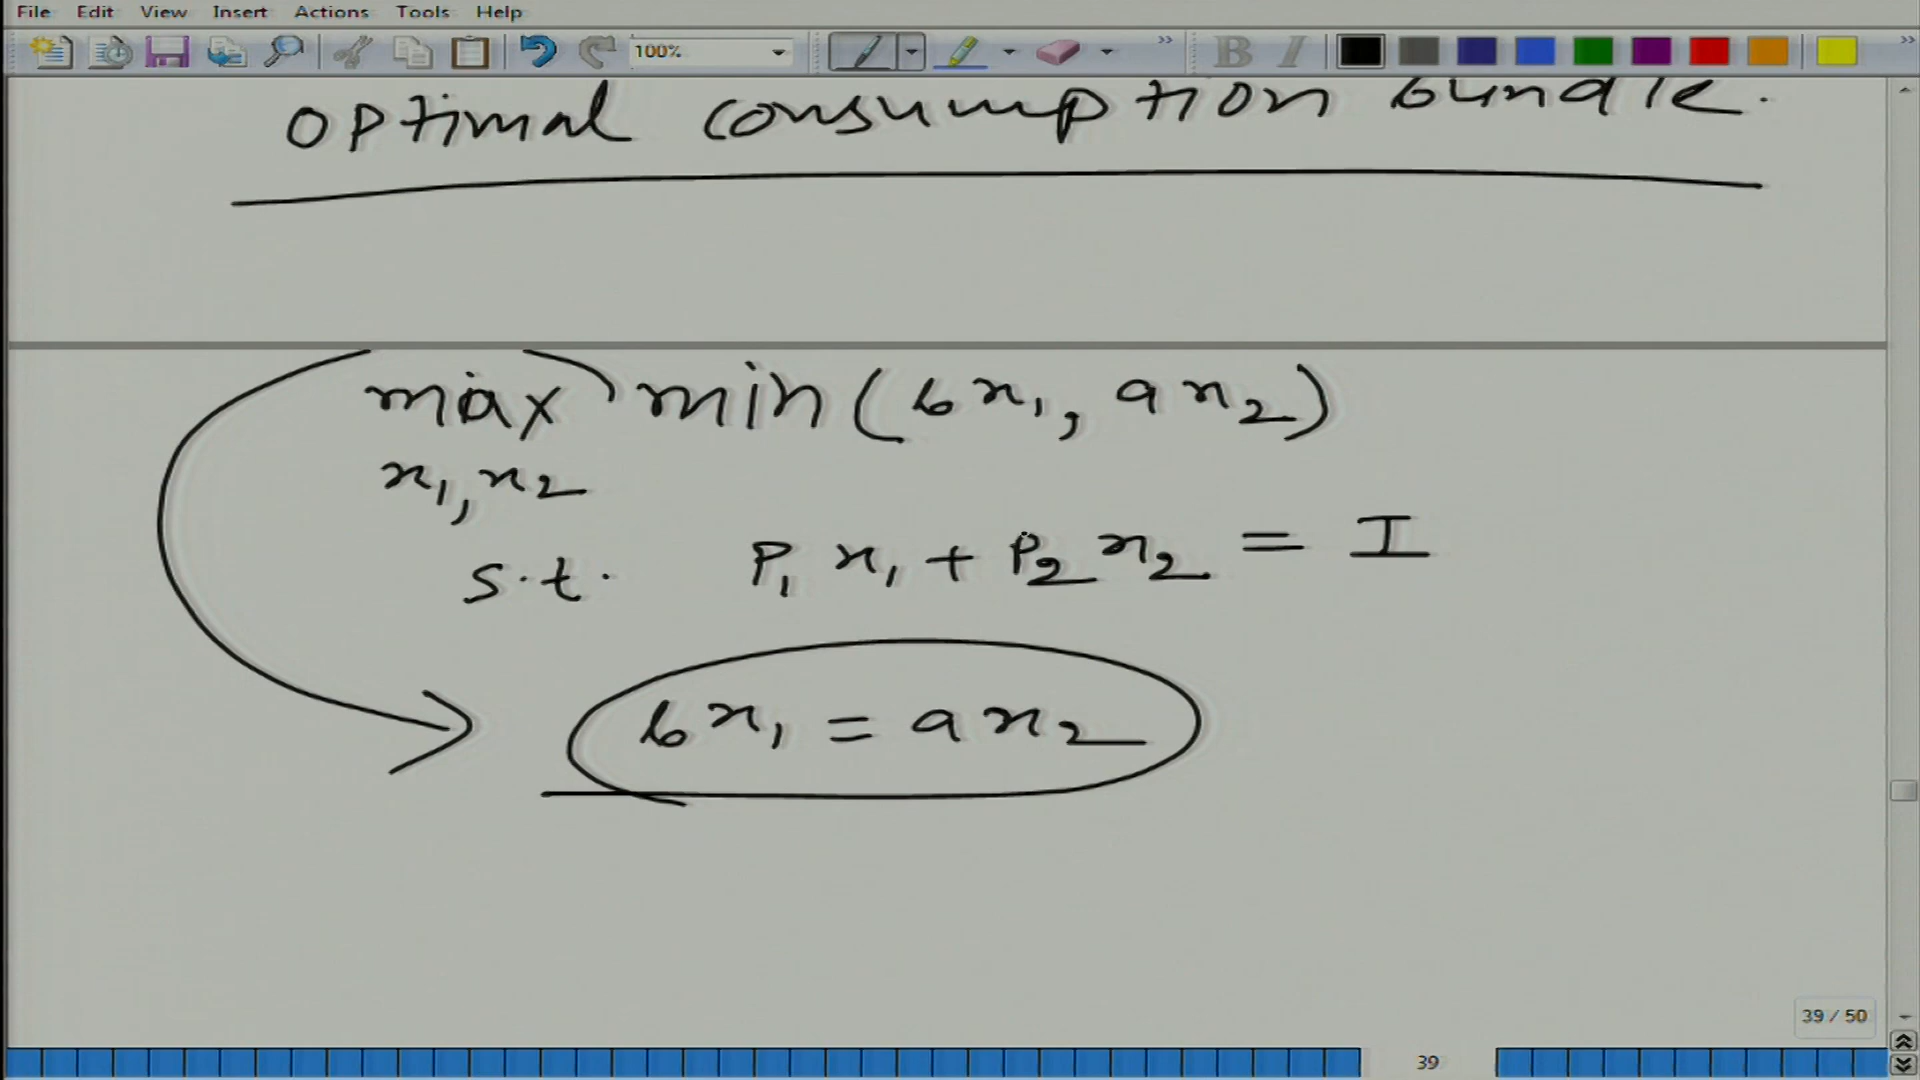 File Edit View Insert Actions Tools Help
100%
B I
optimal consumption bundle.
max min(bx₁, ax₂)
x₁,x₂
s.t. P₁x₁ + P₂x₂ = I
bx₁ = ax₂
39 / 50
39